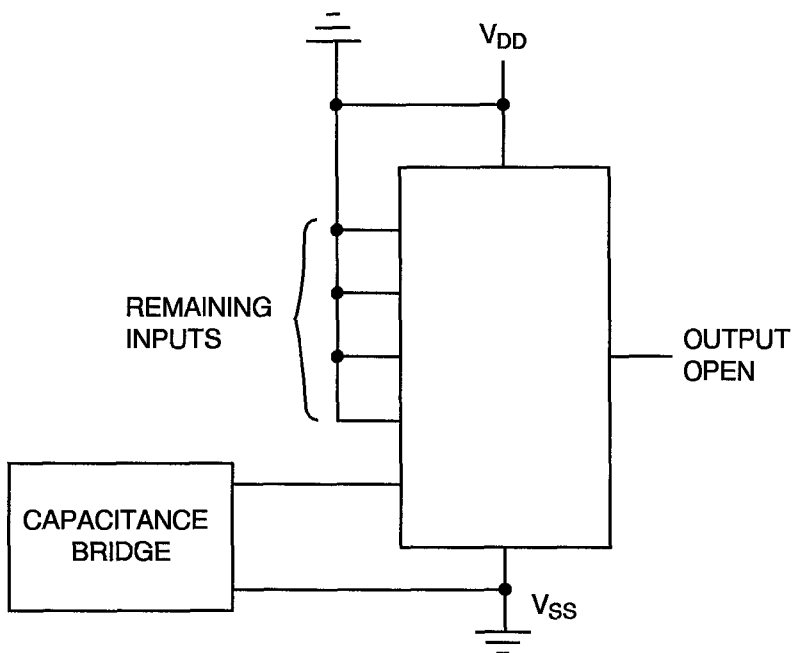 VDD
REMAINING
INPUTS
OUTPUT
OPEN
CAPACITANCE
BRIDGE
VSS